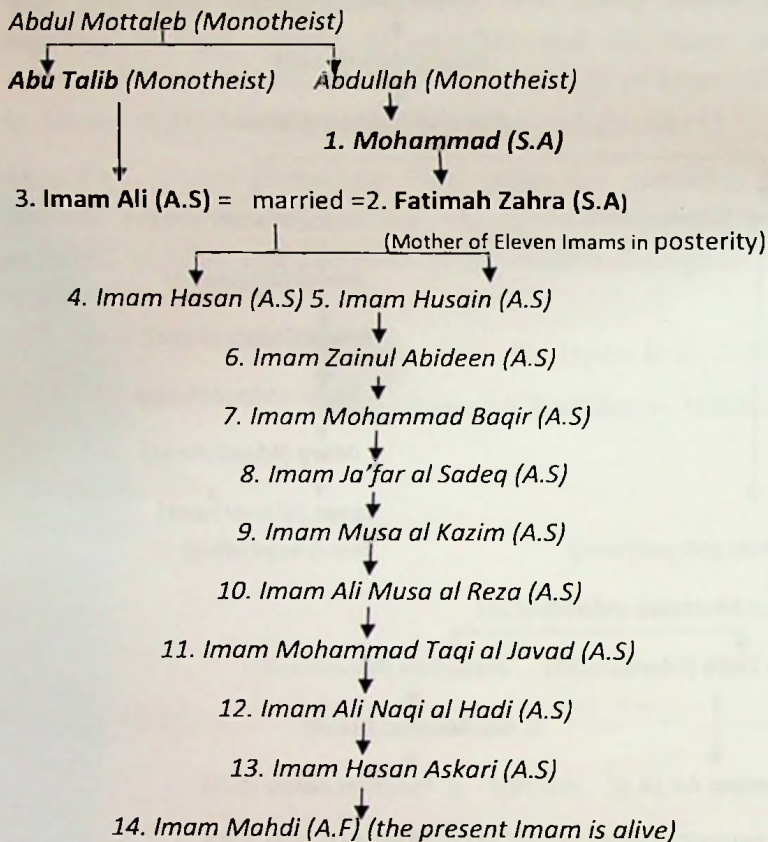 Abdul Mottaleb (Monotheist)
Abu Talib (Monotheist) Abdullah (Monotheist)
1. Mohammad (S.A)
3. Imam Ali (A.S) = married =2. Fatimah Zahra (S.A)
(Mother of Eleven Imams in posterity)
4. Imam Hasan (A.S) 5. Imam Husain (A.S)
6. Imam Zainul Abideen (A.S)
7. Imam Mohammad Baqir (A.S)
8. Imam Ja'far al Sadeq (A.S)
9. Imam Musa al Kazim (A.S)
10. Imam Ali Musa al Reza (A.S)
11. Imam Mohammad Taqi al Javad (A.S)
12. Imam Ali Naqi al Hadi (A.S)
13. Imam Hasan Askari (A.S)
14. Imam Mahdi (A.F) (the present Imam is alive)